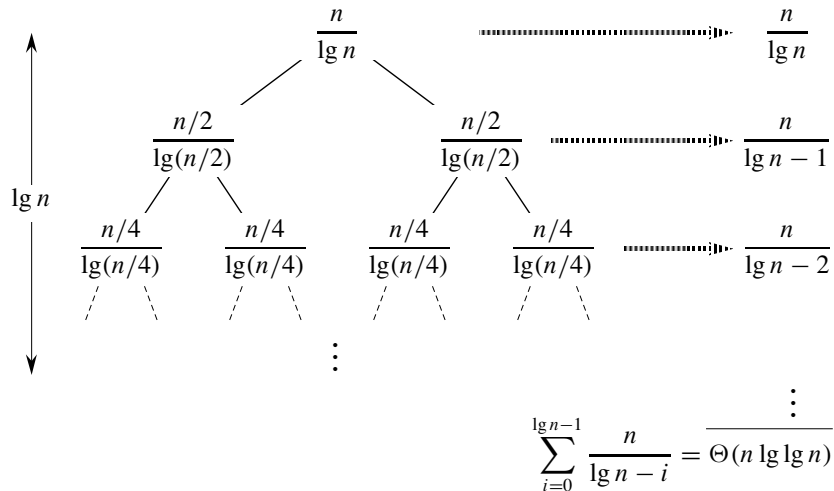 n/lg n n/lg n
(n/2)/lg(n/2) (n/2)/lg(n/2) n/(lg n − 1)
lg n
(n/4)/lg(n/4) (n/4)/lg(n/4) (n/4)/lg(n/4) (n/4)/lg(n/4) n/(lg n − 2)
⋮
⋮
∑_{i=0}^{lg n−1} n/(lg n − i) = Θ(n lg lg n)